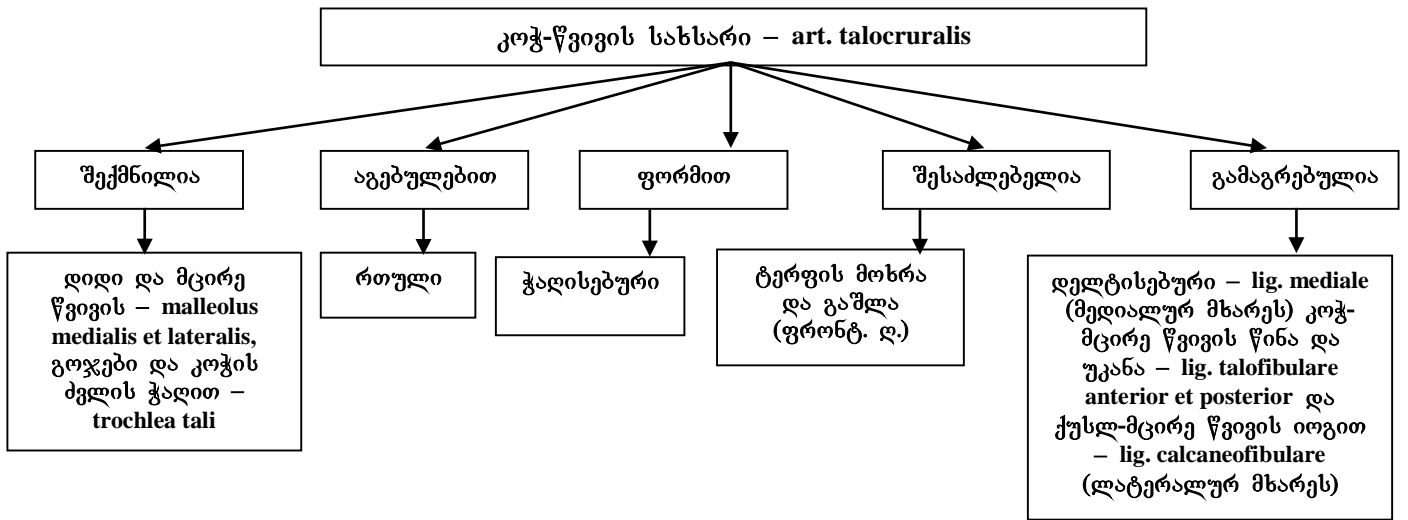 კოჭ-წვივის სახსარი – art. talocruralis
შექმნილია
აგებულებით
ფორმით
შესაძლებელია
გამაგრებულია
დიდი და მცირე
წვივის – malleolus
medialis et lateralis,
გოჯები და კოჭის
ძვლის ჭაღით –
trochlea tali
რთული
ჭაღისებური
ტერფის მოხრა
და გაშლა
(ფრონტ. ღ.)
დელტისებური – lig. mediale
(მედიალურ მხარეს) კოჭ-
მცირე წვივის წინა და
უკანა – lig. talofibulare
anterior et posterior და
ქუსლ-მცირე წვივის იოგით
– lig. calcaneofibulare
(ლატერალურ მხარეს)